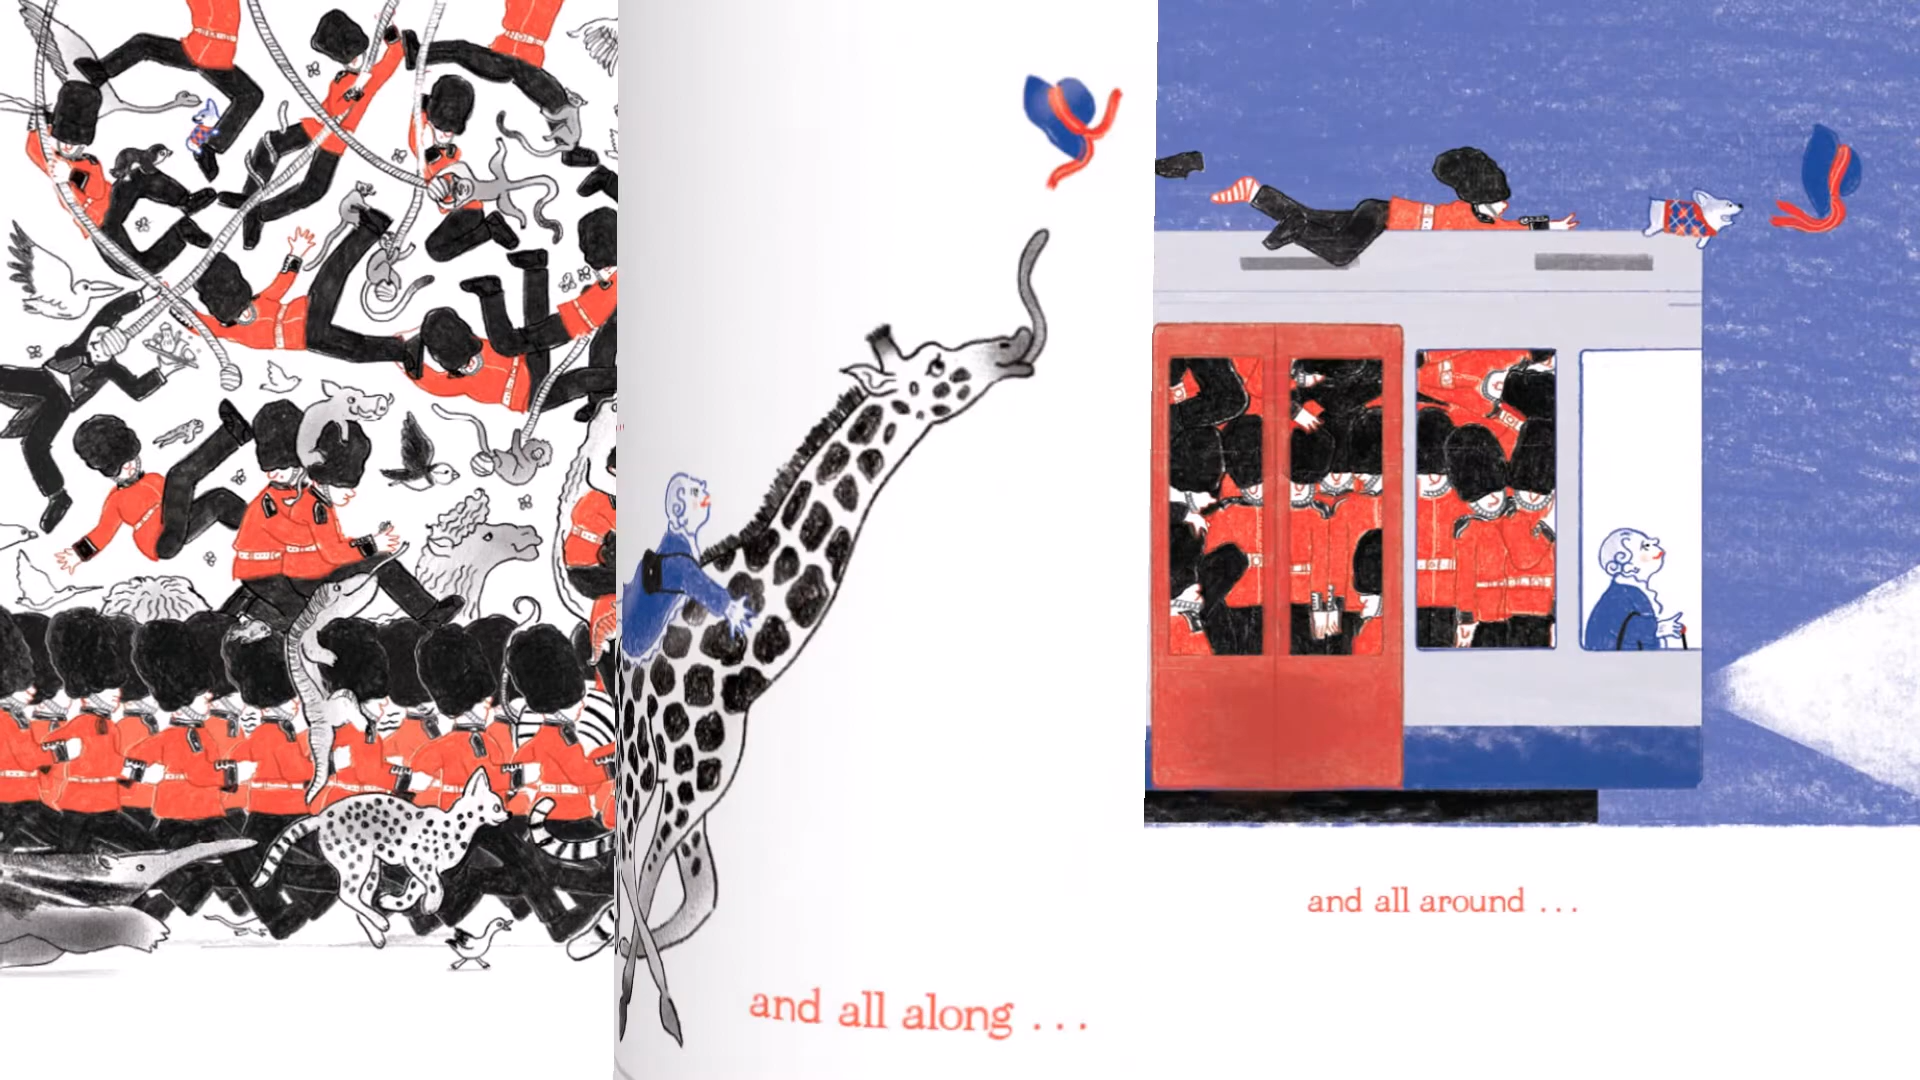 and all along . . .
and all around . . .